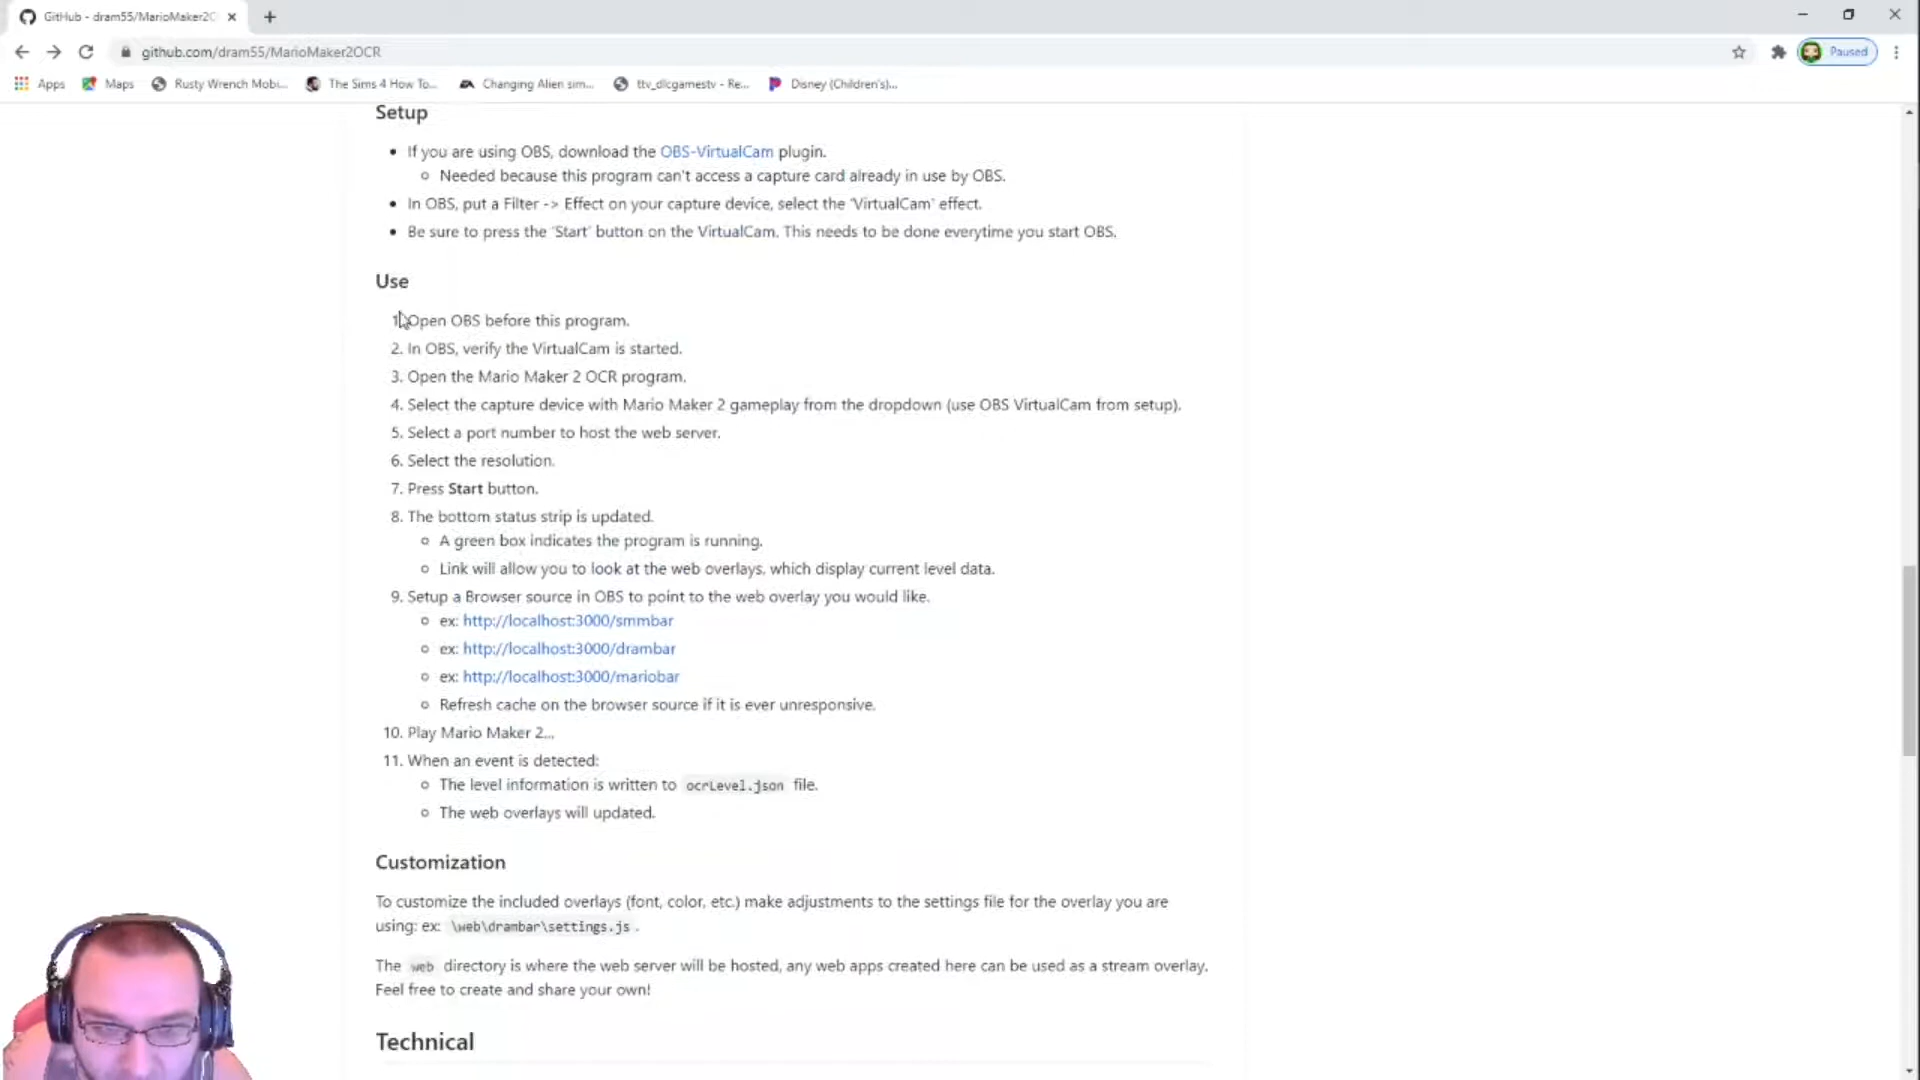 GitHub - dram55/MarioMaker2O
github.com/dram55/MarioMaker2OCR
Paused
Apps
Maps
Rusty Wrench Mobi...
The Sims 4 How To...
Changing Alien sim...
ttv_dlcgamestv - Re...
Disney (Children's)...
Setup
If you are using OBS, download the OBS-VirtualCam plugin.
Needed because this program can't access a capture card already in use by OBS.
In OBS, put a Filter -> Effect on your capture device, select the 'VirtualCam' effect.
Be sure to press the 'Start' button on the VirtualCam. This needs to be done everytime you start OBS.
Use
1. Open OBS before this program.
2. In OBS, verify the VirtualCam is started.
3. Open the Mario Maker 2 OCR program.
4. Select the capture device with Mario Maker 2 gameplay from the dropdown (use OBS VirtualCam from setup).
5. Select a port number to host the web server.
6. Select the resolution.
7. Press Start button.
8. The bottom status strip is updated.
A green box indicates the program is running.
Link will allow you to look at the web overlays, which display current level data.
9. Setup a Browser source in OBS to point to the web overlay you would like.
ex: http://localhost:3000/smmbar
ex: http://localhost:3000/drambar
ex: http://localhost:3000/mariobar
Refresh cache on the browser source if it is ever unresponsive.
10. Play Mario Maker 2...
11. When an event is detected:
The level information is written to ocrLevel.json file.
The web overlays will updated.
Customization
To customize the included overlays (font, color, etc.) make adjustments to the settings file for the overlay you are
using: ex: \web\drambar\settings.js .
The web directory is where the web server will be hosted, any web apps created here can be used as a stream overlay.
Feel free to create and share your own!
Technical